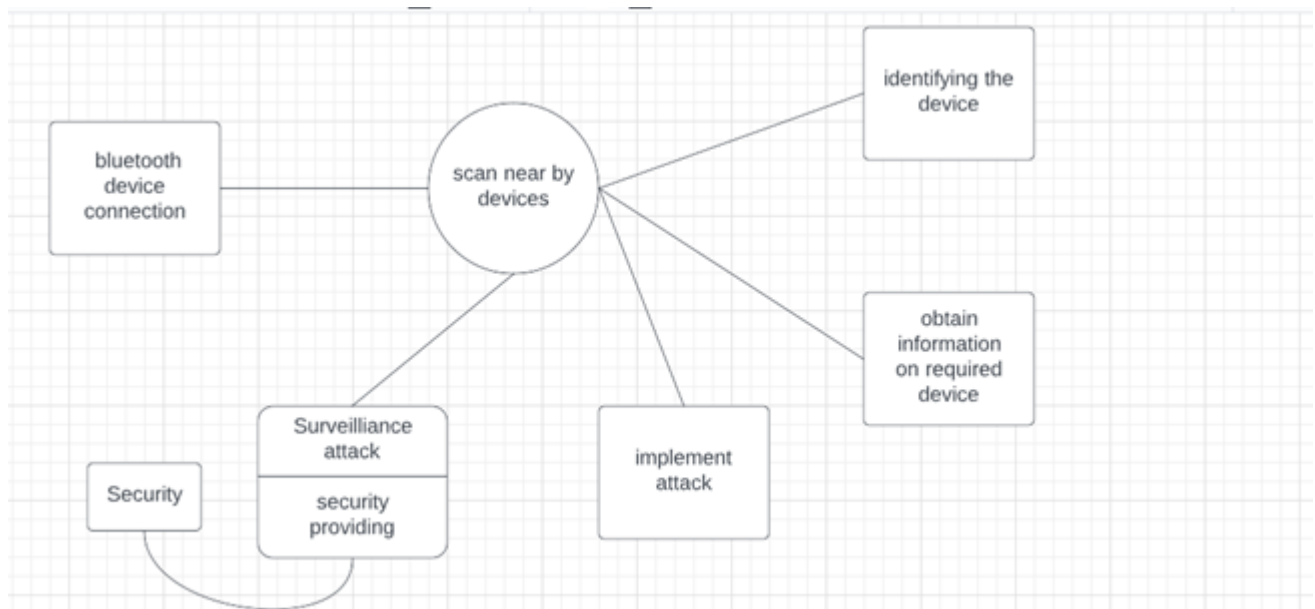 identifying the
device
bluetooth
device
connection
scan near by
devices
obtain
information
on required
device
Surveilliance
attack
security
providing
Security
implement
attack